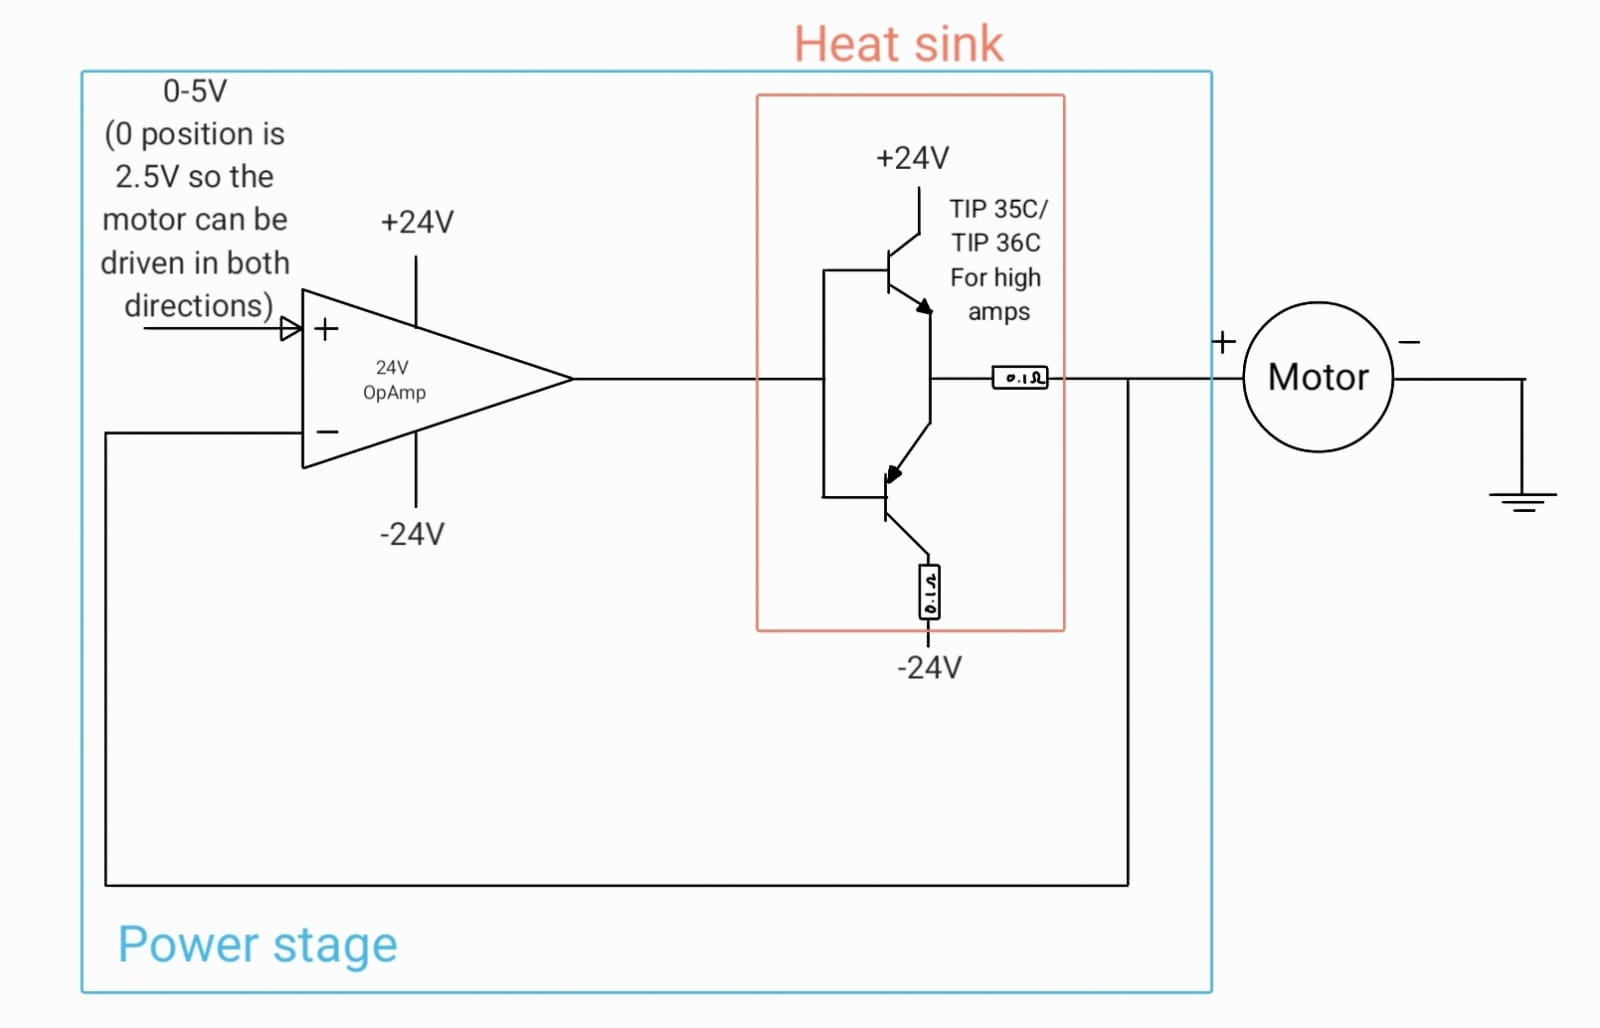 Heat sink
0-5V
(0 position is
2.5V so the
motor can be
driven in both
directions)
+24V
+
24V
OpAmp
−
-24V
+24V
TIP 35C/
TIP 36C
For high
amps
0.1Ω
0.1Ω
-24V
+
Motor
−
Power stage